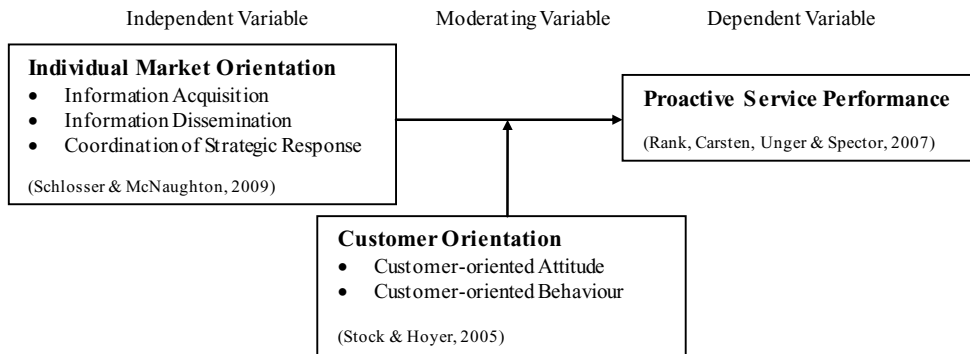 Independent Variable
Moderating Variable
Dependent Variable
Individual Market Orientation
• Information Acquisition
• Information Dissemination
• Coordination of Strategic Response
(Schlosser & McNaughton, 2009)
Proactive Service Performance
(Rank, Carsten, Unger & Spector, 2007)
Customer Orientation
• Customer-oriented Attitude
• Customer-oriented Behaviour
(Stock & Hoyer, 2005)